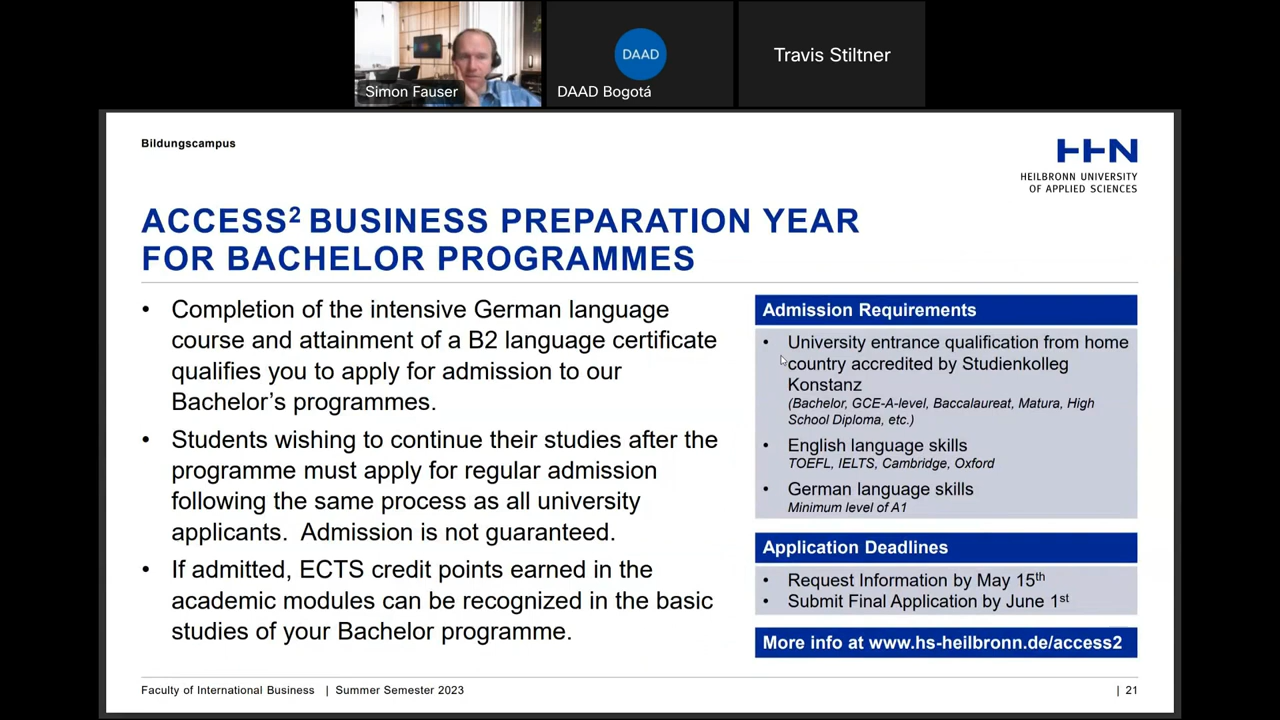 Simon Fauser
DAAD
DAAD Bogotá
Travis Stiltner
Bildungscampus
HHN
HEILBRONN UNIVERSITY
OF APPLIED SCIENCES
ACCESS² BUSINESS PREPARATION YEAR
FOR BACHELOR PROGRAMMES
• Completion of the intensive German language
course and attainment of a B2 language certificate
qualifies you to apply for admission to our
Bachelor’s programmes.
• Students wishing to continue their studies after the
programme must apply for regular admission
following the same process as all university
applicants.  Admission is not guaranteed.
• If admitted, ECTS credit points earned in the
academic modules can be recognized in the basic
studies of your Bachelor programme.
Admission Requirements
• University entrance qualification from home
country accredited by Studienkolleg
Konstanz
(Bachelor, GCE-A-level, Baccalaureat, Matura, High
School Diploma, etc.)
• English language skills
TOEFL, IELTS, Cambridge, Oxford
• German language skills
Minimum level of A1
Application Deadlines
• Request Information by May 15th
• Submit Final Application by June 1st
More info at www.hs-heilbronn.de/access2
Faculty of International Business | Summer Semester 2023
| 21